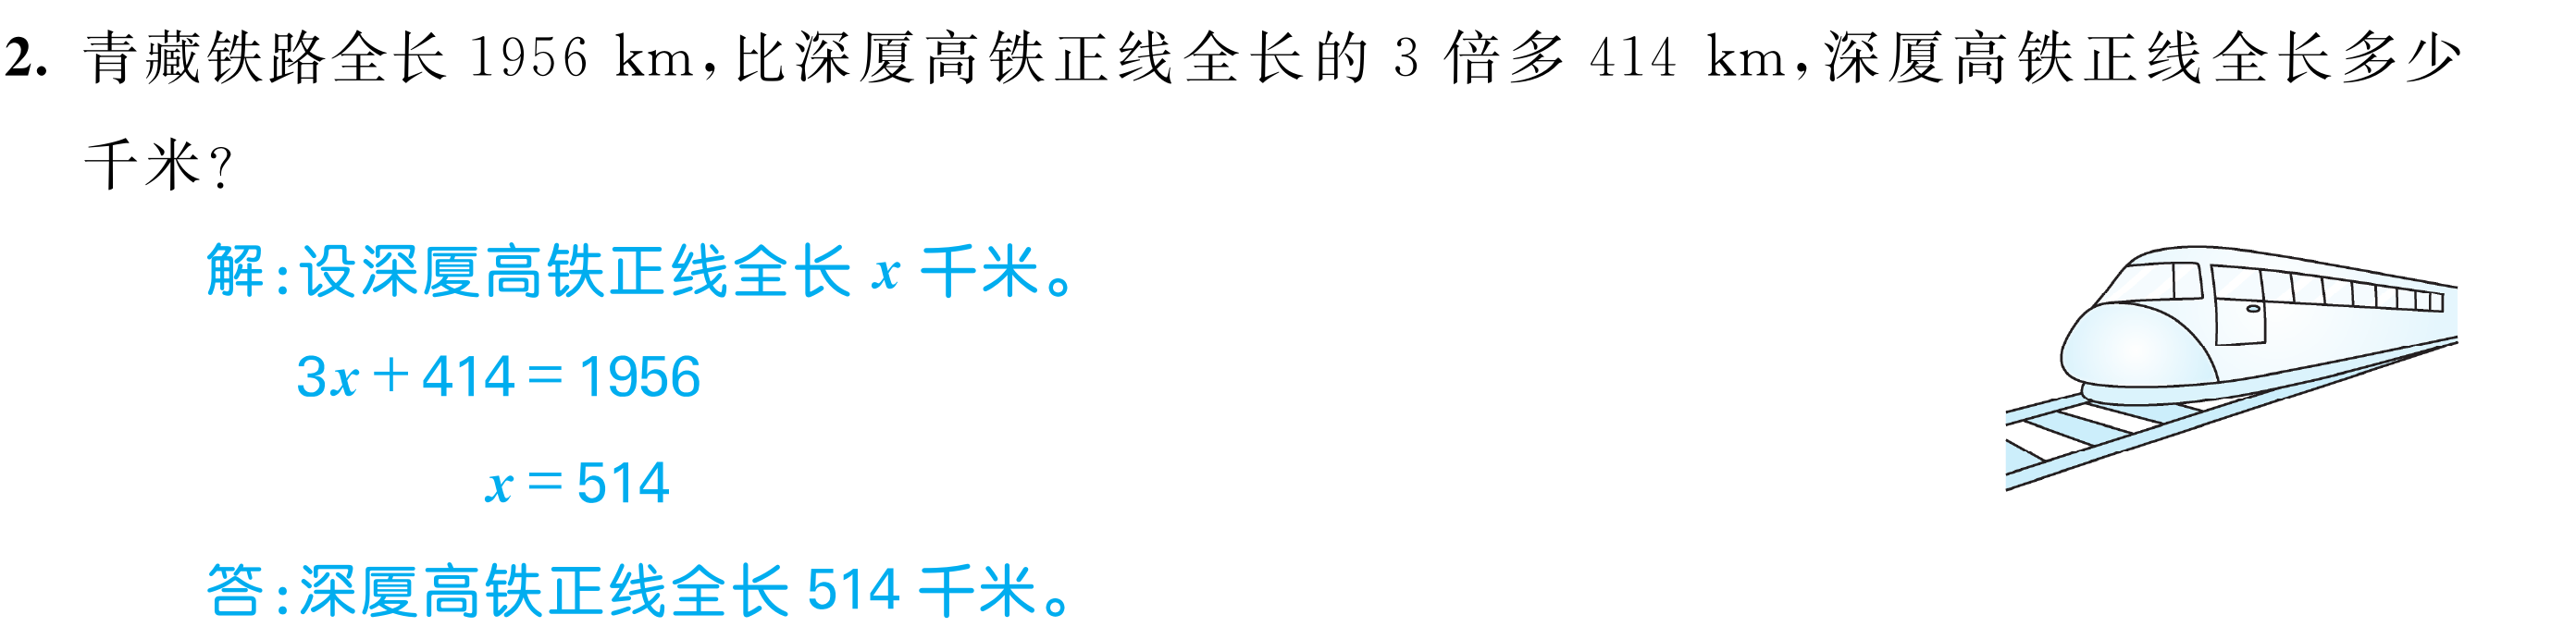 2. 青藏铁路全长 1956 km,比深厦高铁正线全长的 3 倍多 414 km,深厦高铁正线全长多少
千米?
解:设深厦高铁正线全长 x 千米。
3x + 414 = 1956
x = 514
答:深厦高铁正线全长 514 千米。